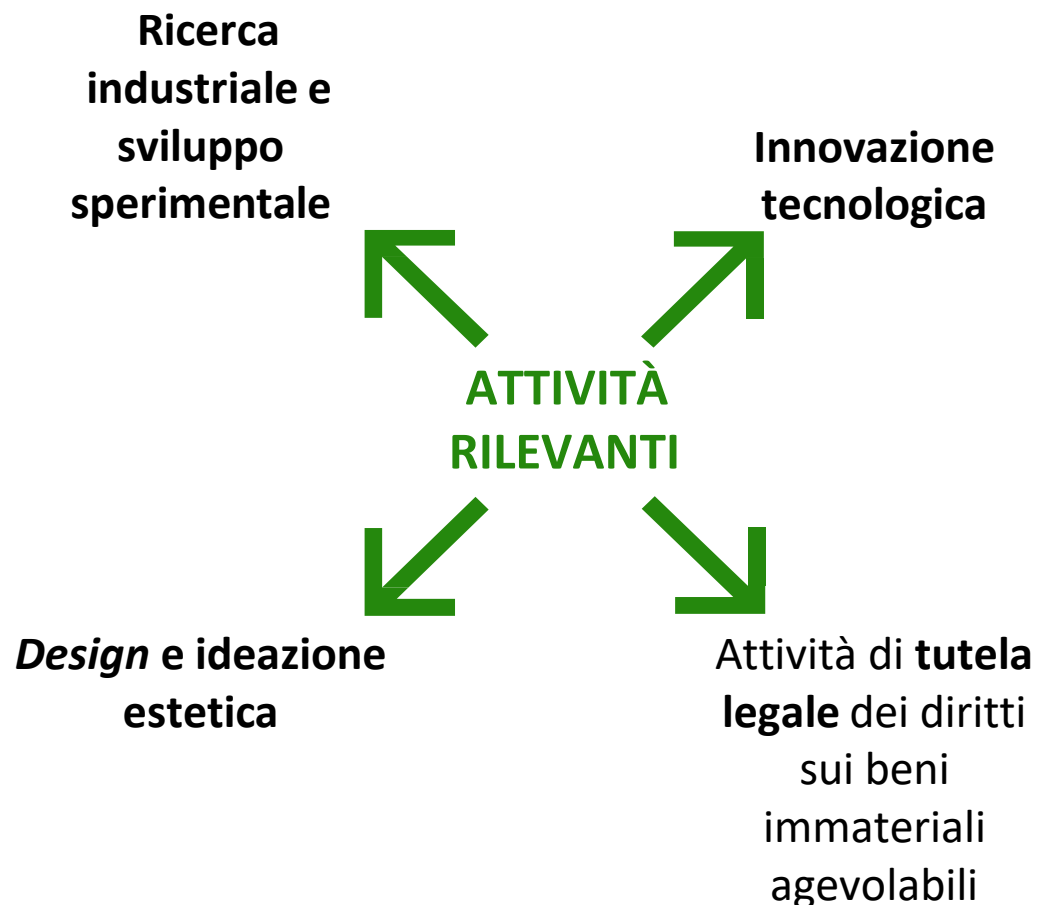 Ricerca
industriale e
sviluppo
sperimentale
Innovazione
tecnologica
ATTIVITÀ
RILEVANTI
Design e ideazione
estetica
Attività di tutela
legale dei diritti
sui beni
immateriali
agevolabili